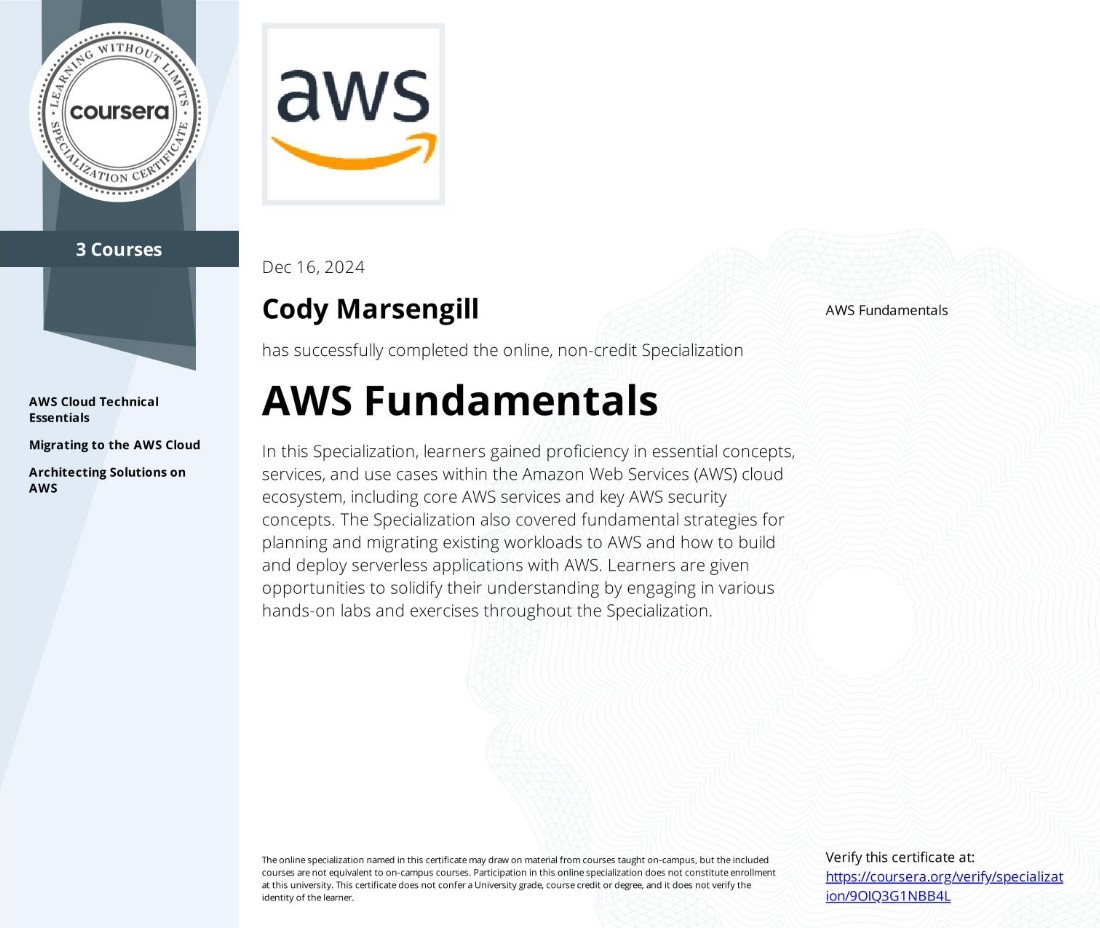 LEARNING WITHOUT LIMITS
coursera
SPECIALIZATION CERTIFICATE
aws
3 Courses
AWS Cloud Technical
Essentials
Migrating to the AWS Cloud
Architecting Solutions on
AWS
Dec 16, 2024
Cody Marsengill
has successfully completed the online, non-credit Specialization
AWS Fundamentals
In this Specialization, learners gained proficiency in essential concepts,
services, and use cases within the Amazon Web Services (AWS) cloud
ecosystem, including core AWS services and key AWS security
concepts. The Specialization also covered fundamental strategies for
planning and migrating existing workloads to AWS and how to build
and deploy serverless applications with AWS. Learners are given
opportunities to solidify their understanding by engaging in various
hands-on labs and exercises throughout the Specialization.
AWS Fundamentals
The online specialization named in this certificate may draw on material from courses taught on-campus, but the included
courses are not equivalent to on-campus courses. Participation in this online specialization does not constitute enrollment
at this university. This certificate does not confer a University grade, course credit or degree, and it does not verify the
identity of the learner.
Verify this certificate at:
https://coursera.org/verify/specializat
ion/9OIQ3G1NBB4L